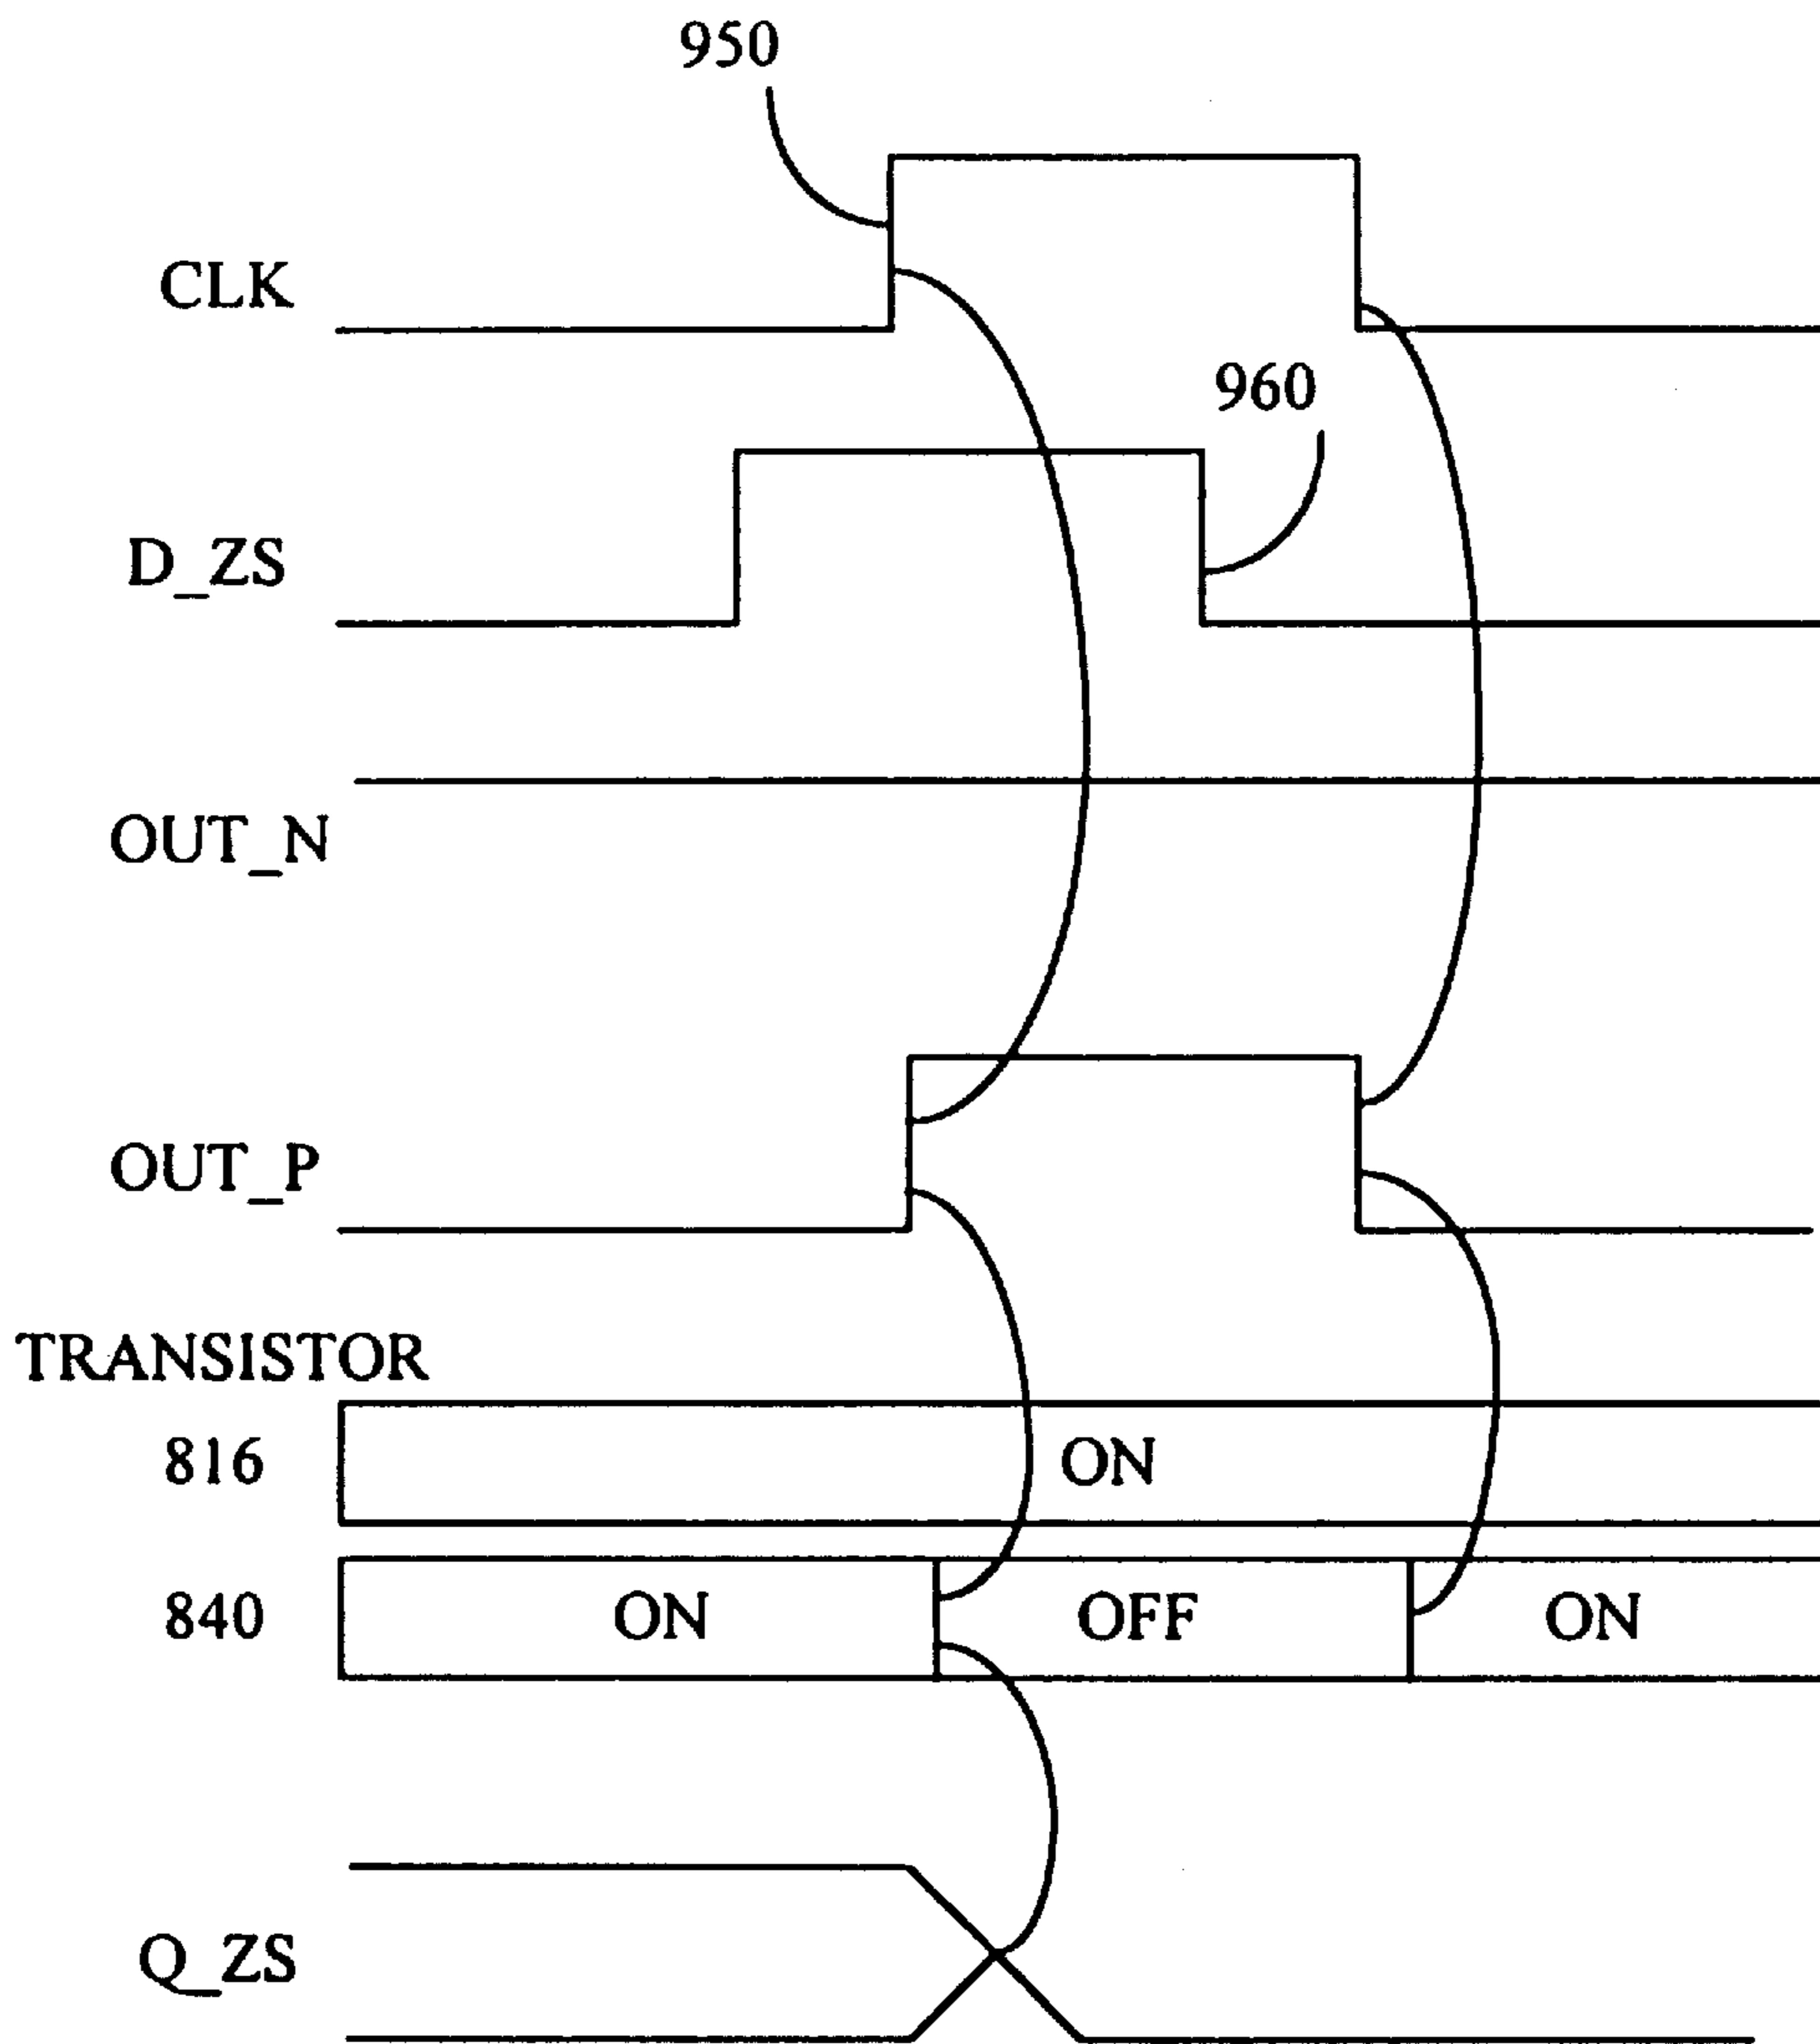 950
CLK
960
D_ZS
OUT_N
OUT_P
TRANSISTOR
816 ON
840 ON OFF ON
Q_ZS